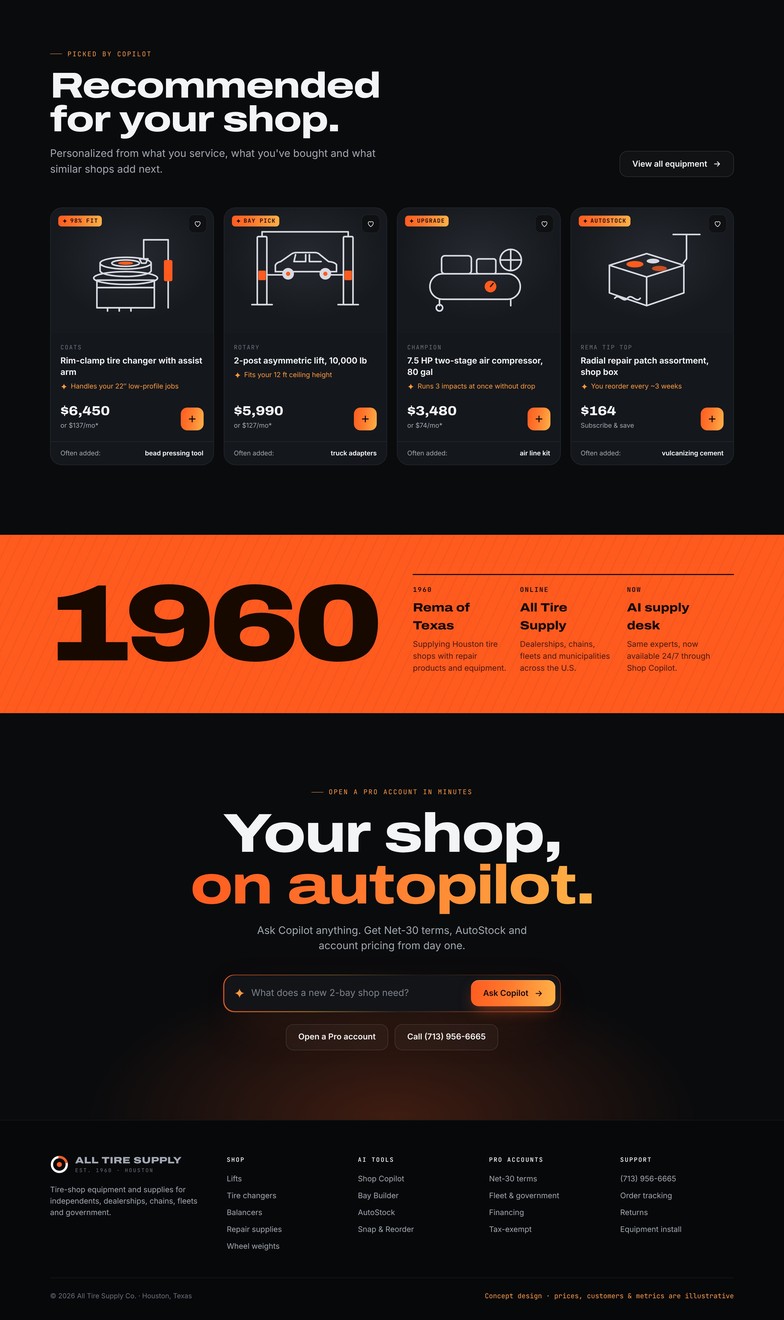 PICKED BY COPILOT
Recommended
for your shop.
Personalized from what you service, what you've bought and what
similar shops add next.
View all equipment →
98% FIT
BAY PICK
UPGRADE
AUTOSTOCK
COATS
Rim-clamp tire changer with assist
arm
Handles your 22" low-profile jobs
$6,450
or $137/mo*
+
Often added: bead pressing tool
ROTARY
2-post asymmetric lift, 10,000 lb
Fits your 12 ft ceiling height
$5,990
or $127/mo*
+
Often added: truck adapters
CHAMPION
7.5 HP two-stage air compressor,
80 gal
Runs 3 impacts at once without drop
$3,480
or $74/mo*
+
Often added: air line kit
REMA TIP TOP
Radial repair patch assortment,
shop box
You reorder every ~3 weeks
$164
Subscribe & save
+
Often added: vulcanizing cement
1960
1960
Rema of
Texas
Supplying Houston tire
shops with repair
products and equipment.
ONLINE
All Tire
Supply
Dealerships, chains,
fleets and municipalities
across the U.S.
NOW
AI supply
desk
Same experts, now
available 24/7 through
Shop Copilot.
OPEN A PRO ACCOUNT IN MINUTES
Your shop,
on autopilot.
Ask Copilot anything. Get Net-30 terms, AutoStock and
account pricing from day one.
What does a new 2-bay shop need?
Ask Copilot →
Open a Pro account
Call (713) 956-6665
ALL TIRE SUPPLY
EST. 1960 · HOUSTON
Tire-shop equipment and supplies for
independents, dealerships, chains, fleets
and government.
SHOP
Lifts
Tire changers
Balancers
Repair supplies
Wheel weights
AI TOOLS
Shop Copilot
Bay Builder
AutoStock
Snap & Reorder
PRO ACCOUNTS
Net-30 terms
Fleet & government
Financing
Tax-exempt
SUPPORT
(713) 956-6665
Order tracking
Returns
Equipment install
© 2026 All Tire Supply Co. · Houston, Texas
Concept design · prices, customers & metrics are illustrative